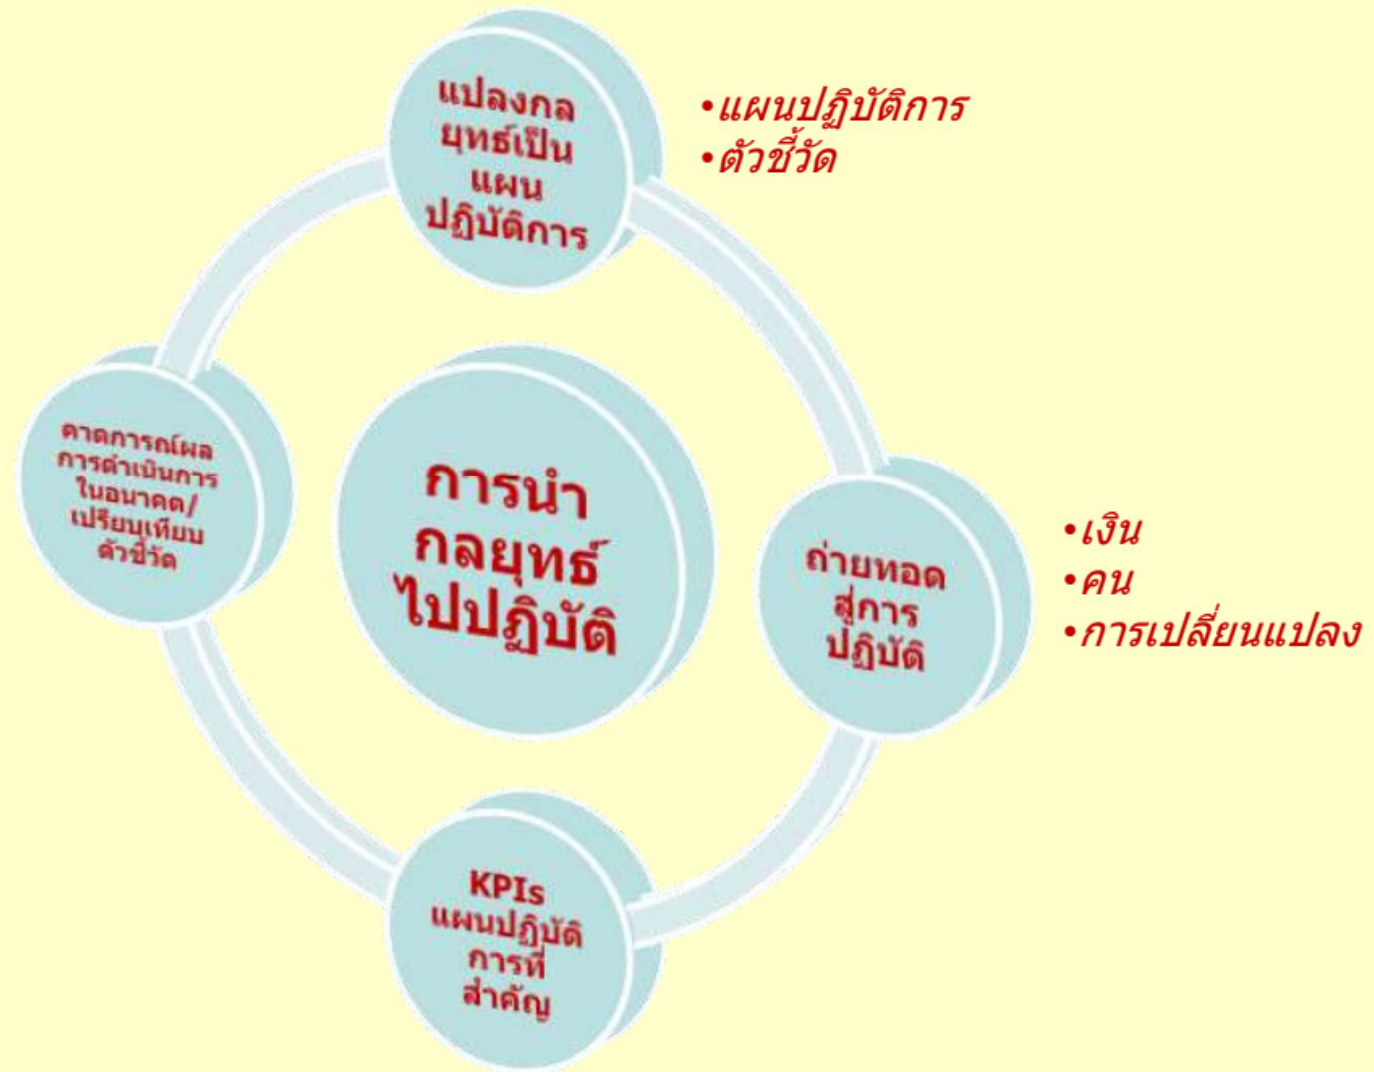 แปลงกล
ยุทธ์เป็น
แผน
ปฏิบัติการ
•แผนปฏิบัติการ
•ตัวชี้วัด
การนำ
กลยุทธ์
ไปปฏิบัติ
ถ่ายทอด
สู่การ
ปฏิบัติ
•เงิน
•คน
•การเปลี่ยนแปลง
KPIs
แผนปฏิบัติ
การที่
สำคัญ
คาดการณ์ผล
การดำเนินการ
ในอนาคต/
เปรียบเทียบ
ตัวชี้วัด